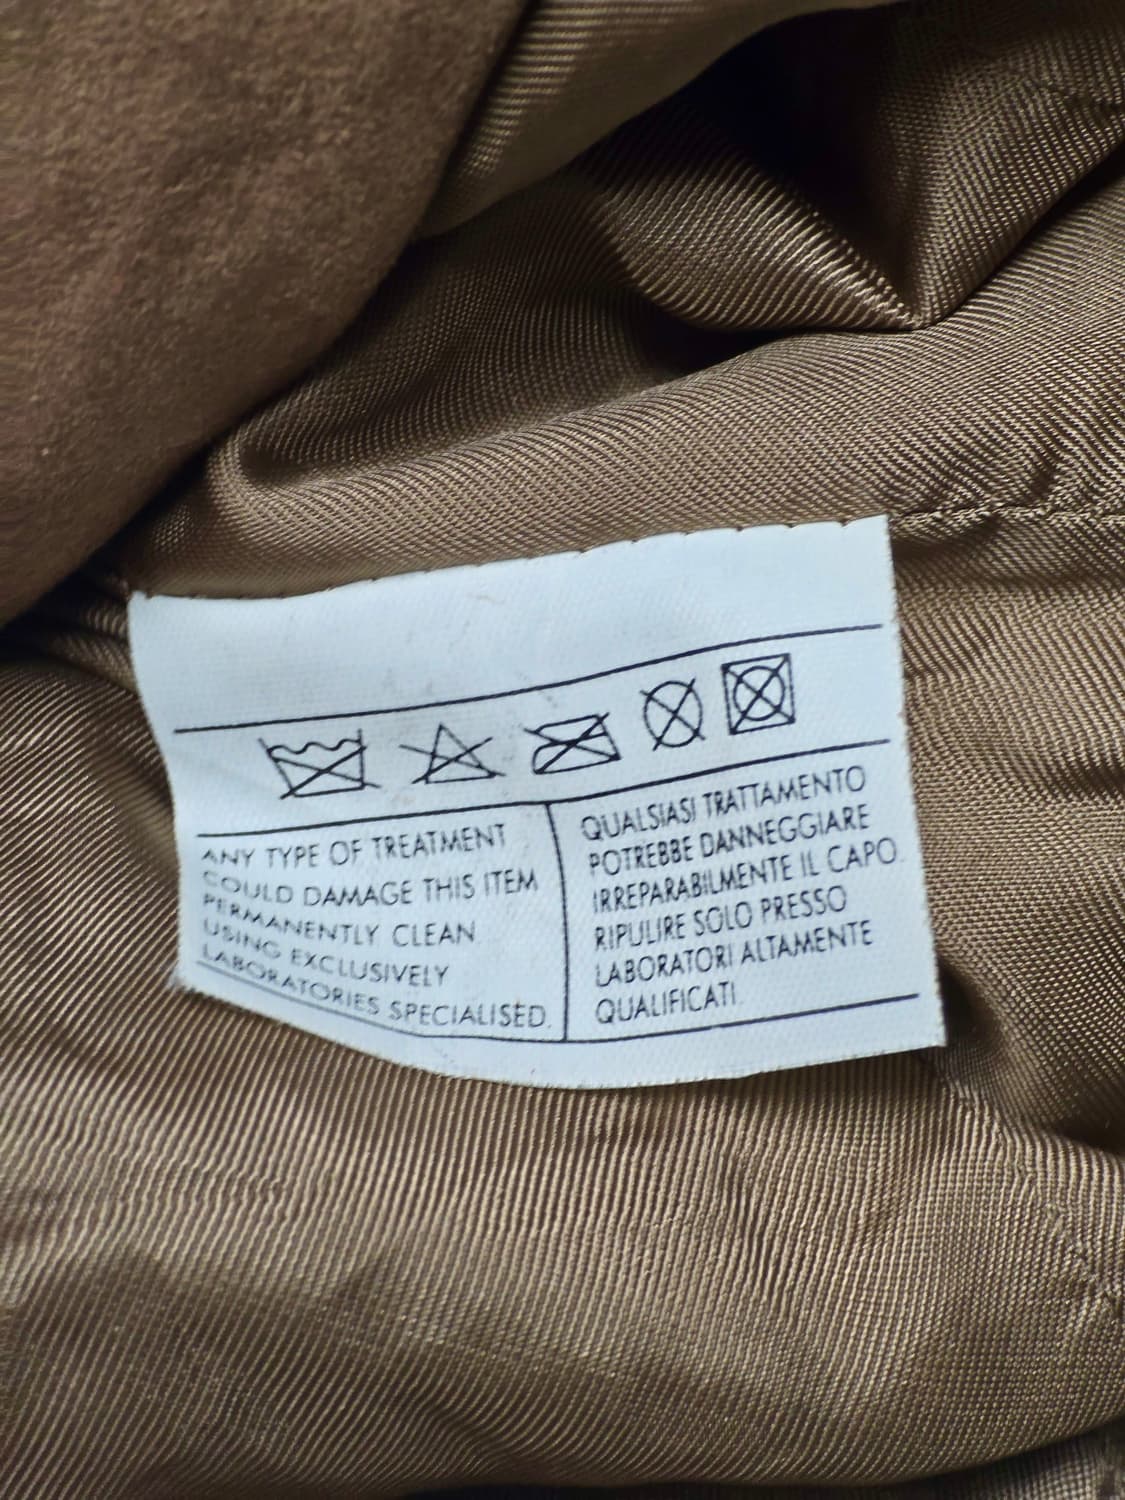 ANY TYPE OF TREATMENT
COULD DAMAGE THIS ITEM
PERMANENTLY CLEAN
USING EXCLUSIVELY
LABORATORIES SPECIALISED.
QUALSIASI TRATTAMENTO
POTREBBE DANNEGGIARE
IRREPARABILMENTE IL CAPO.
RIPULIRE SOLO PRESSO
LABORATORI ALTAMENTE
QUALIFICATI.